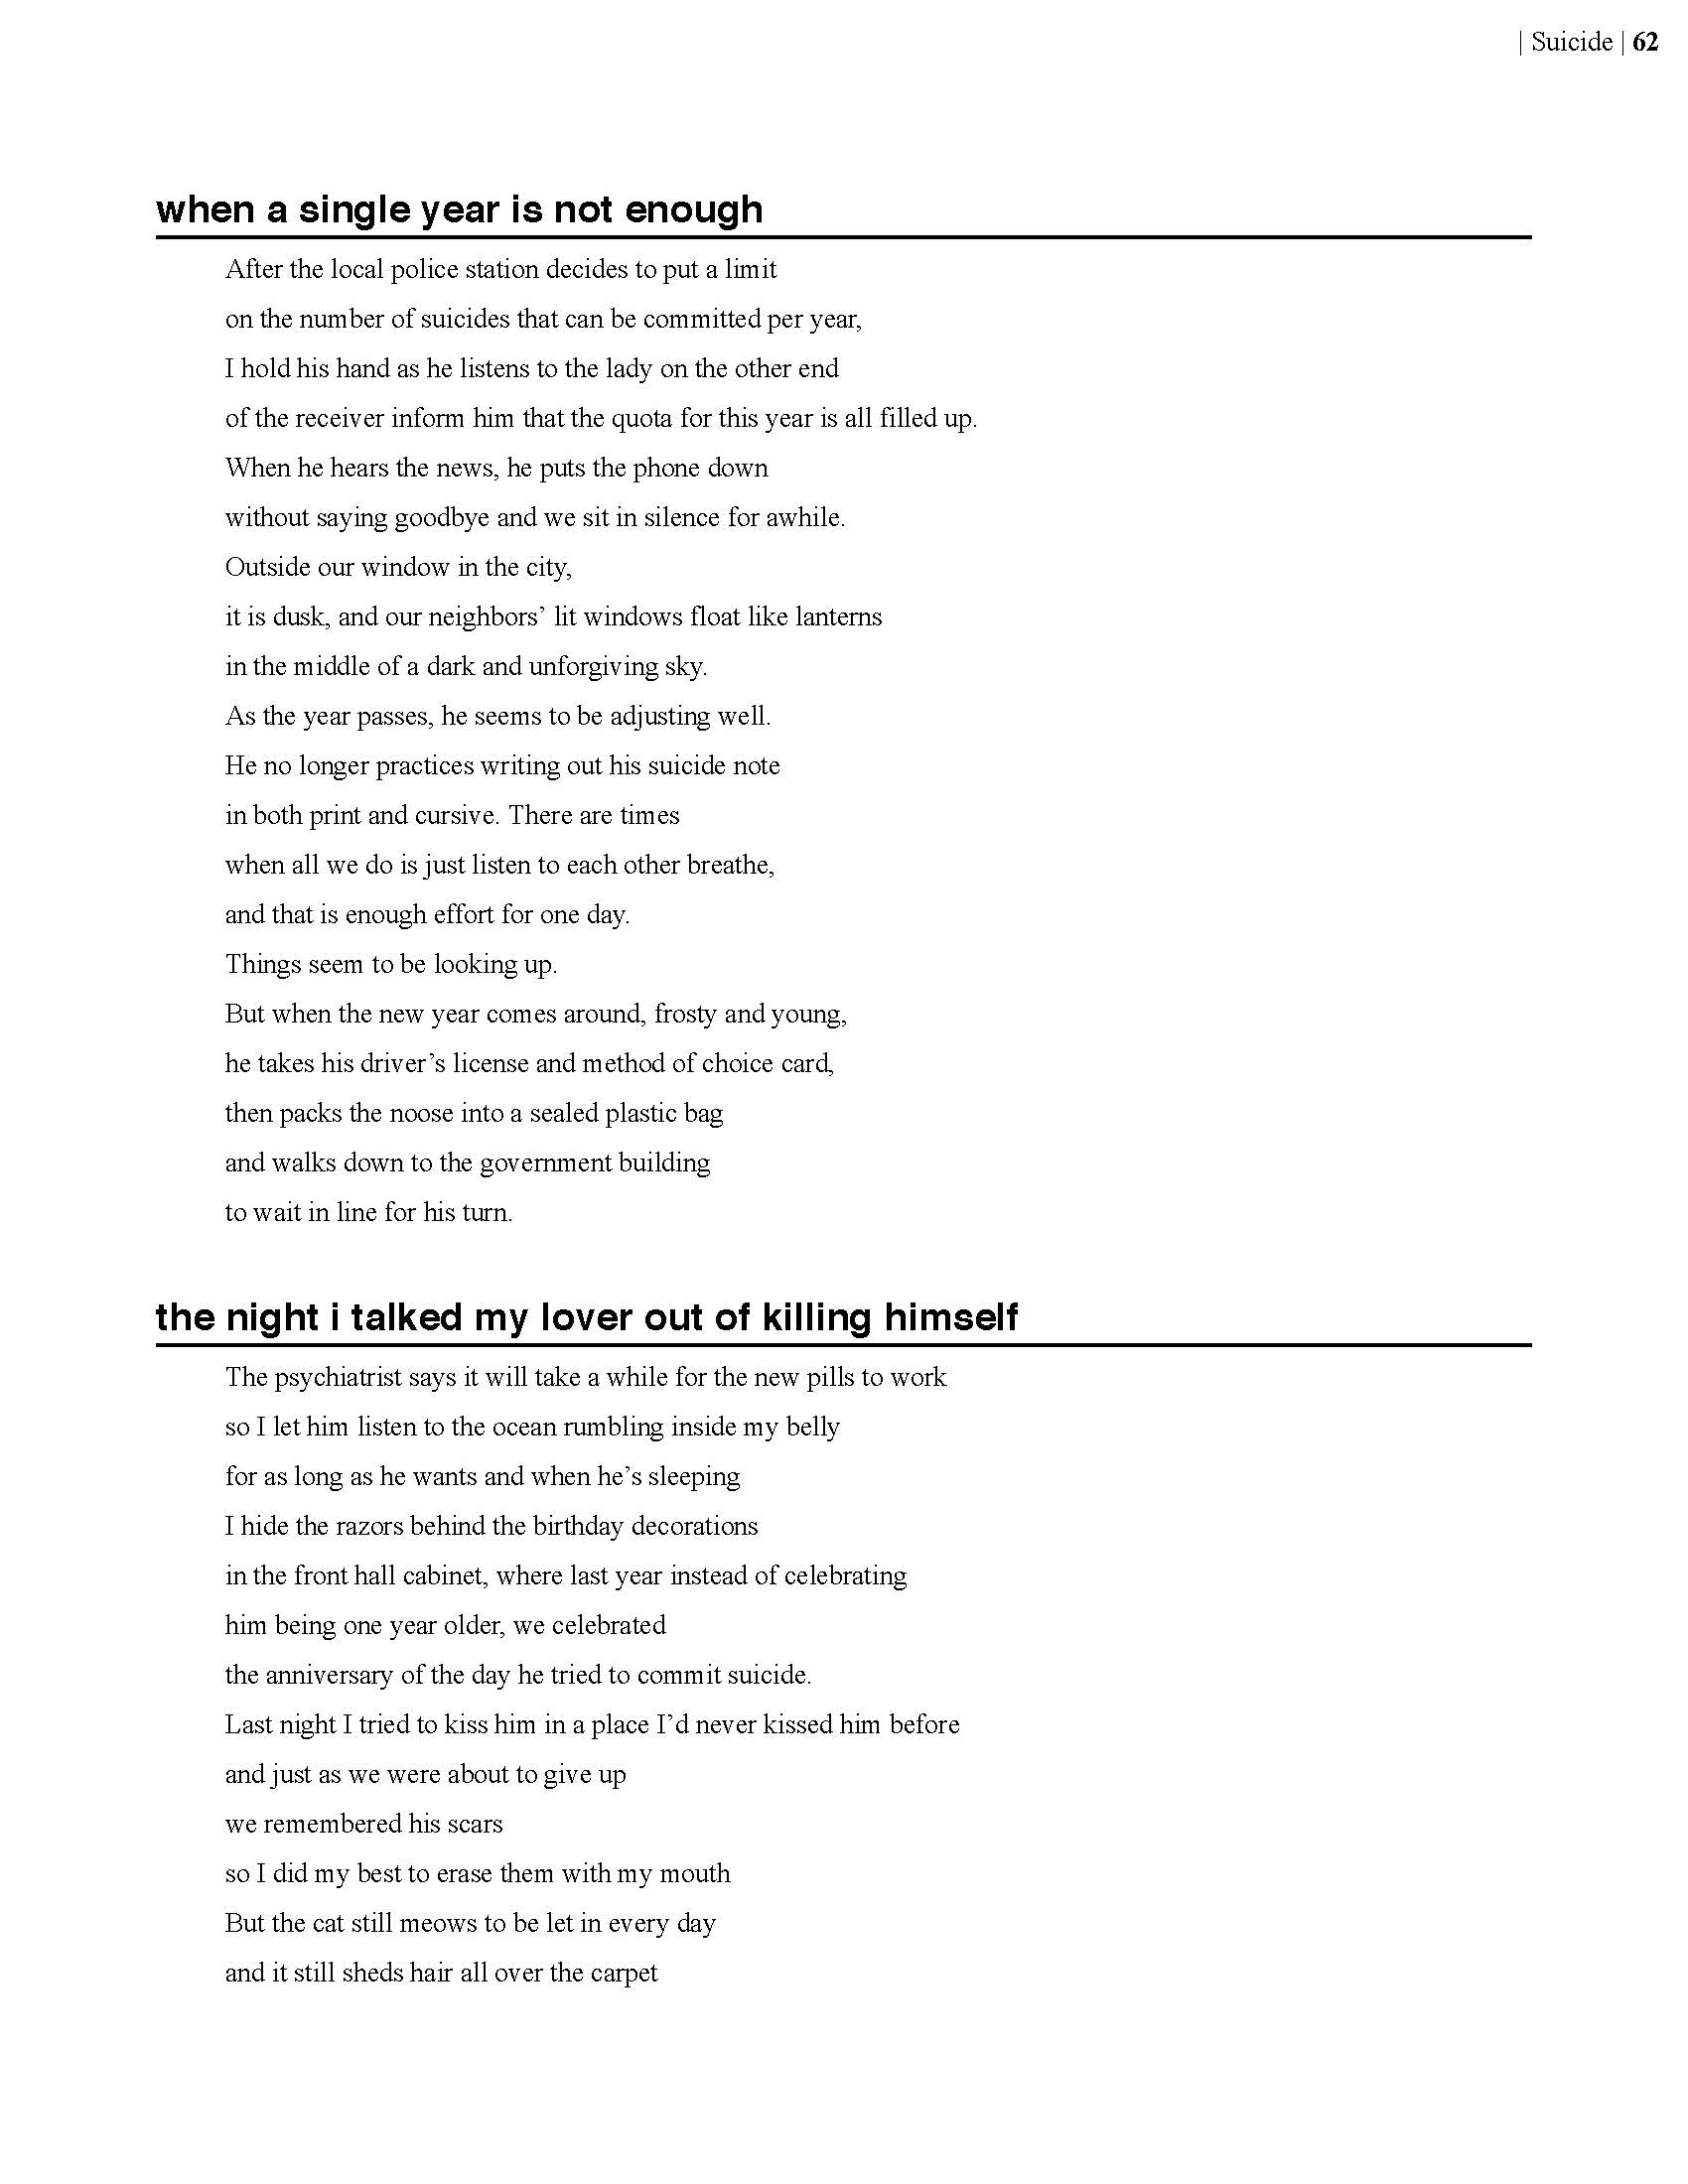 | Suicide | 62
when a single year is not enough
After the local police station decides to put a limit
on the number of suicides that can be committed per year,
I hold his hand as he listens to the lady on the other end
of the receiver inform him that the quota for this year is all filled up.
When he hears the news, he puts the phone down
without saying goodbye and we sit in silence for awhile.
Outside our window in the city,
it is dusk, and our neighbors’ lit windows float like lanterns
in the middle of a dark and unforgiving sky.
As the year passes, he seems to be adjusting well.
He no longer practices writing out his suicide note
in both print and cursive. There are times
when all we do is just listen to each other breathe,
and that is enough effort for one day.
Things seem to be looking up.
But when the new year comes around, frosty and young,
he takes his driver’s license and method of choice card,
then packs the noose into a sealed plastic bag
and walks down to the government building
to wait in line for his turn.
the night i talked my lover out of killing himself
The psychiatrist says it will take a while for the new pills to work
so I let him listen to the ocean rumbling inside my belly
for as long as he wants and when he’s sleeping
I hide the razors behind the birthday decorations
in the front hall cabinet, where last year instead of celebrating
him being one year older, we celebrated
the anniversary of the day he tried to commit suicide.
Last night I tried to kiss him in a place I’d never kissed him before
and just as we were about to give up
we remembered his scars
so I did my best to erase them with my mouth
But the cat still meows to be let in every day
and it still sheds hair all over the carpet